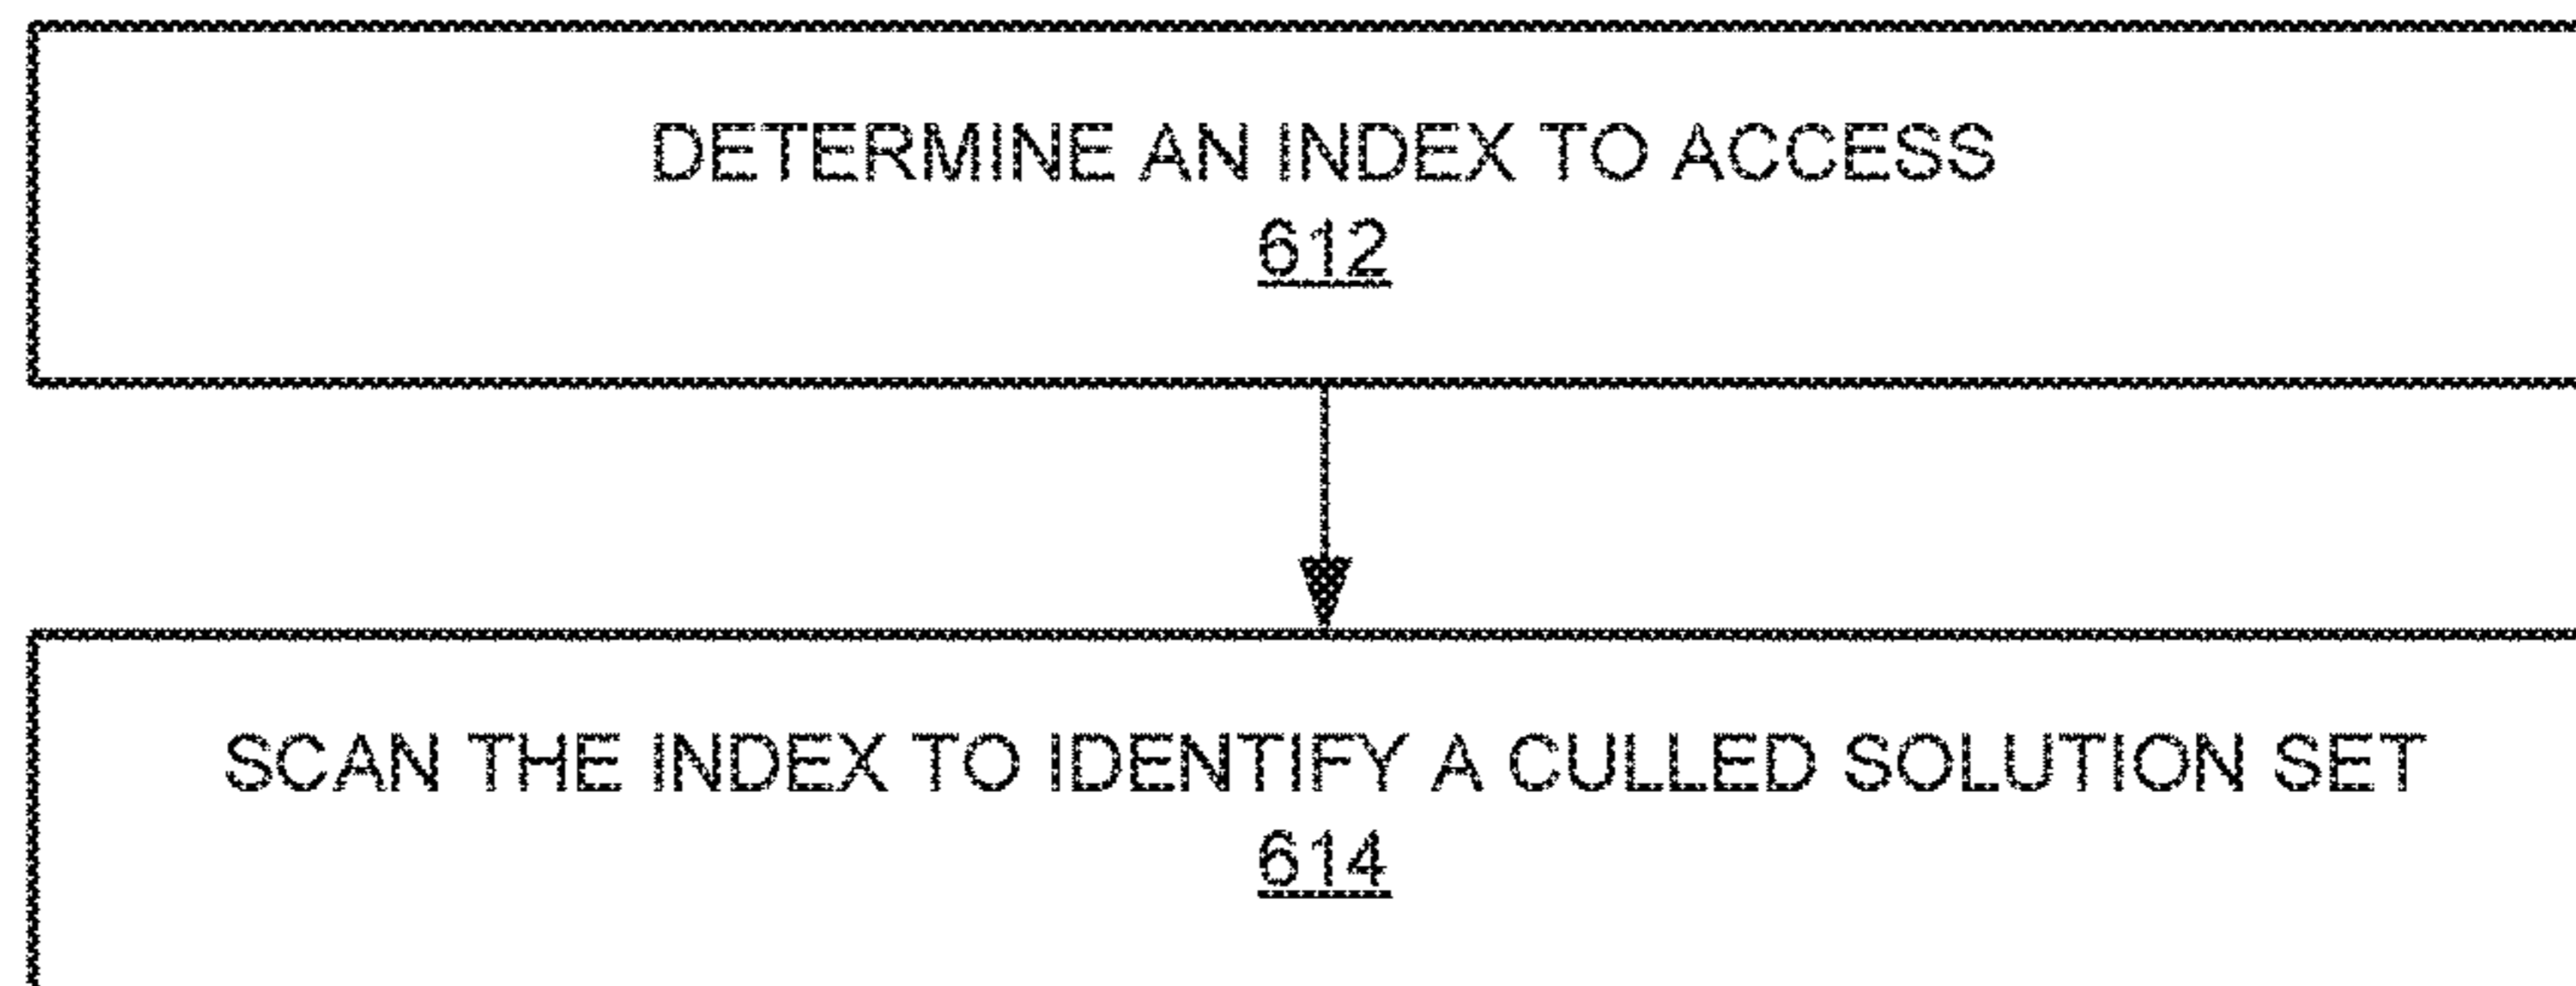 DETERMINE AN INDEX TO ACCESS
612
SCAN THE INDEX TO IDENTIFY A CULLED SOLUTION SET
614